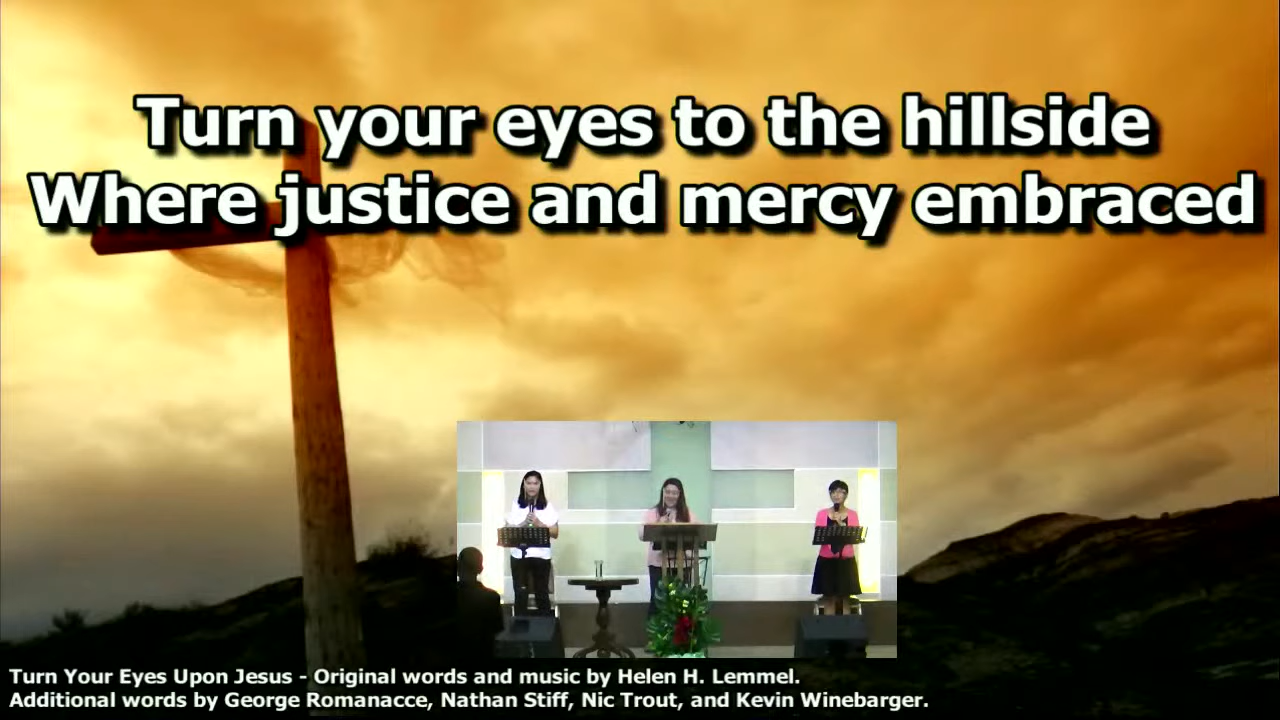 Turn your eyes to the hillside
Where justice and mercy embraced
Turn Your Eyes Upon Jesus - Original words and music by Helen H. Lemmel.
Additional words by George Romanacce, Nathan Stiff, Nic Trout, and Kevin Winebarger.